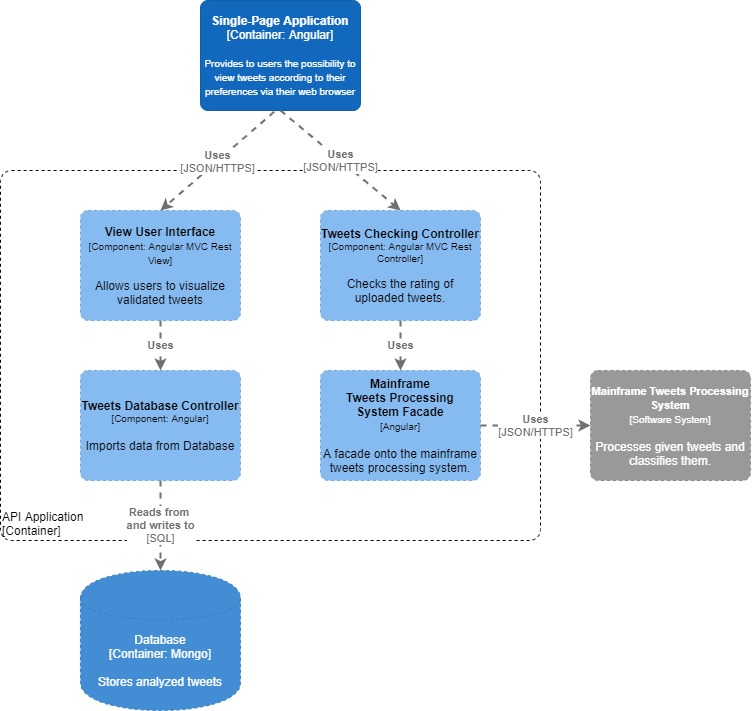 Single-Page Application
[Container: Angular]
Provides to users the possibility to
view tweets according to their
preferences via their web browser
Uses
[JSON/HTTPS]
Uses
[JSON/HTTPS]
View User Interface
[Component: Angular MVC Rest
View]
Allows users to visualize
validated tweets
Tweets Checking Controller
[Component: Angular MVC Rest
Controller]
Checks the rating of
uploaded tweets.
Uses
Uses
Tweets Database Controller
[Component: Angular]
Imports data from Database
Mainframe
Tweets Processing
System Facade
[Angular]
A facade onto the mainframe
tweets processing system.
Uses
[JSON/HTTPS]
Mainframe Tweets Processing
System
[Software System]
Processes given tweets and
classifies them.
API Application
[Container]
Reads from
and writes to
[SQL]
Database
[Container: Mongo]
Stores analyzed tweets